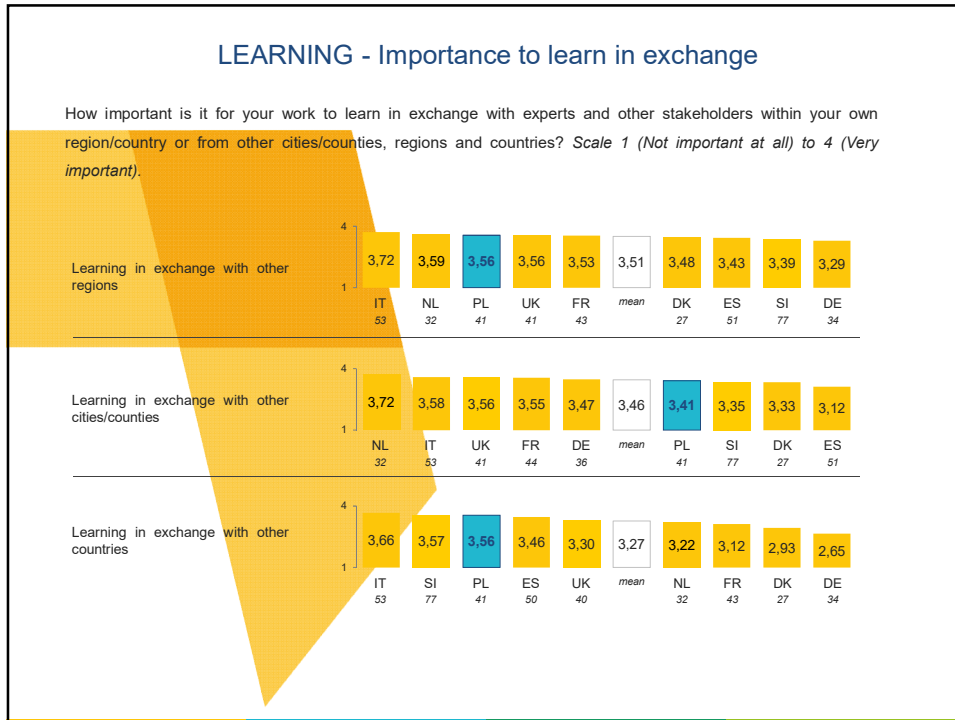 LEARNING - Importance to learn in exchange
How important is it for your work to learn in exchange with experts and other stakeholders within your own
region/country or from other cities/counties, regions and countries? Scale 1 (Not important at all) to 4 (Very
important).
Learning in exchange with other
regions
4
1
3,72 3,59 3,56 3,56 3,53 3,51 3,48 3,43 3,39 3,29
IT NL PL UK FR mean DK ES SI DE
53 32 41 41 43 27 51 77 34
Learning in exchange with other
cities/counties
4
1
3,72 3,58 3,56 3,55 3,47 3,46 3,41 3,35 3,33 3,12
NL IT UK FR DE mean PL SI DK ES
32 53 41 44 36 41 77 27 51
Learning in exchange with other
countries
4
1
3,66 3,57 3,56 3,46 3,30 3,27 3,22 3,12 2,93 2,65
IT SI PL ES UK mean NL FR DK DE
53 77 41 50 40 32 43 27 34